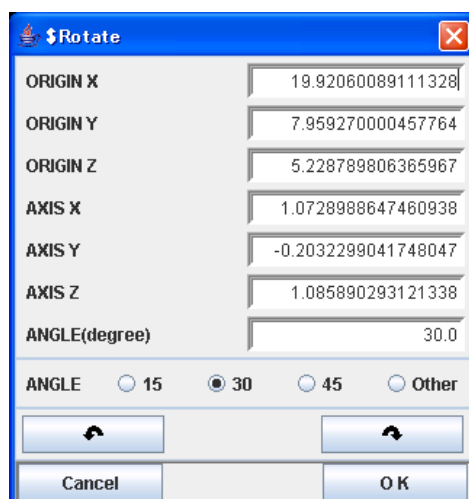 $Rotate
ORIGIN X 19.92060089111328
ORIGIN Y 7.959270000457764
ORIGIN Z 5.228789806365967
AXIS X 1.0728988647460938
AXIS Y -0.2032299041748047
AXIS Z 1.085890293121338
ANGLE(degree) 30.0
ANGLE 15 30 45 Other
Cancel OK